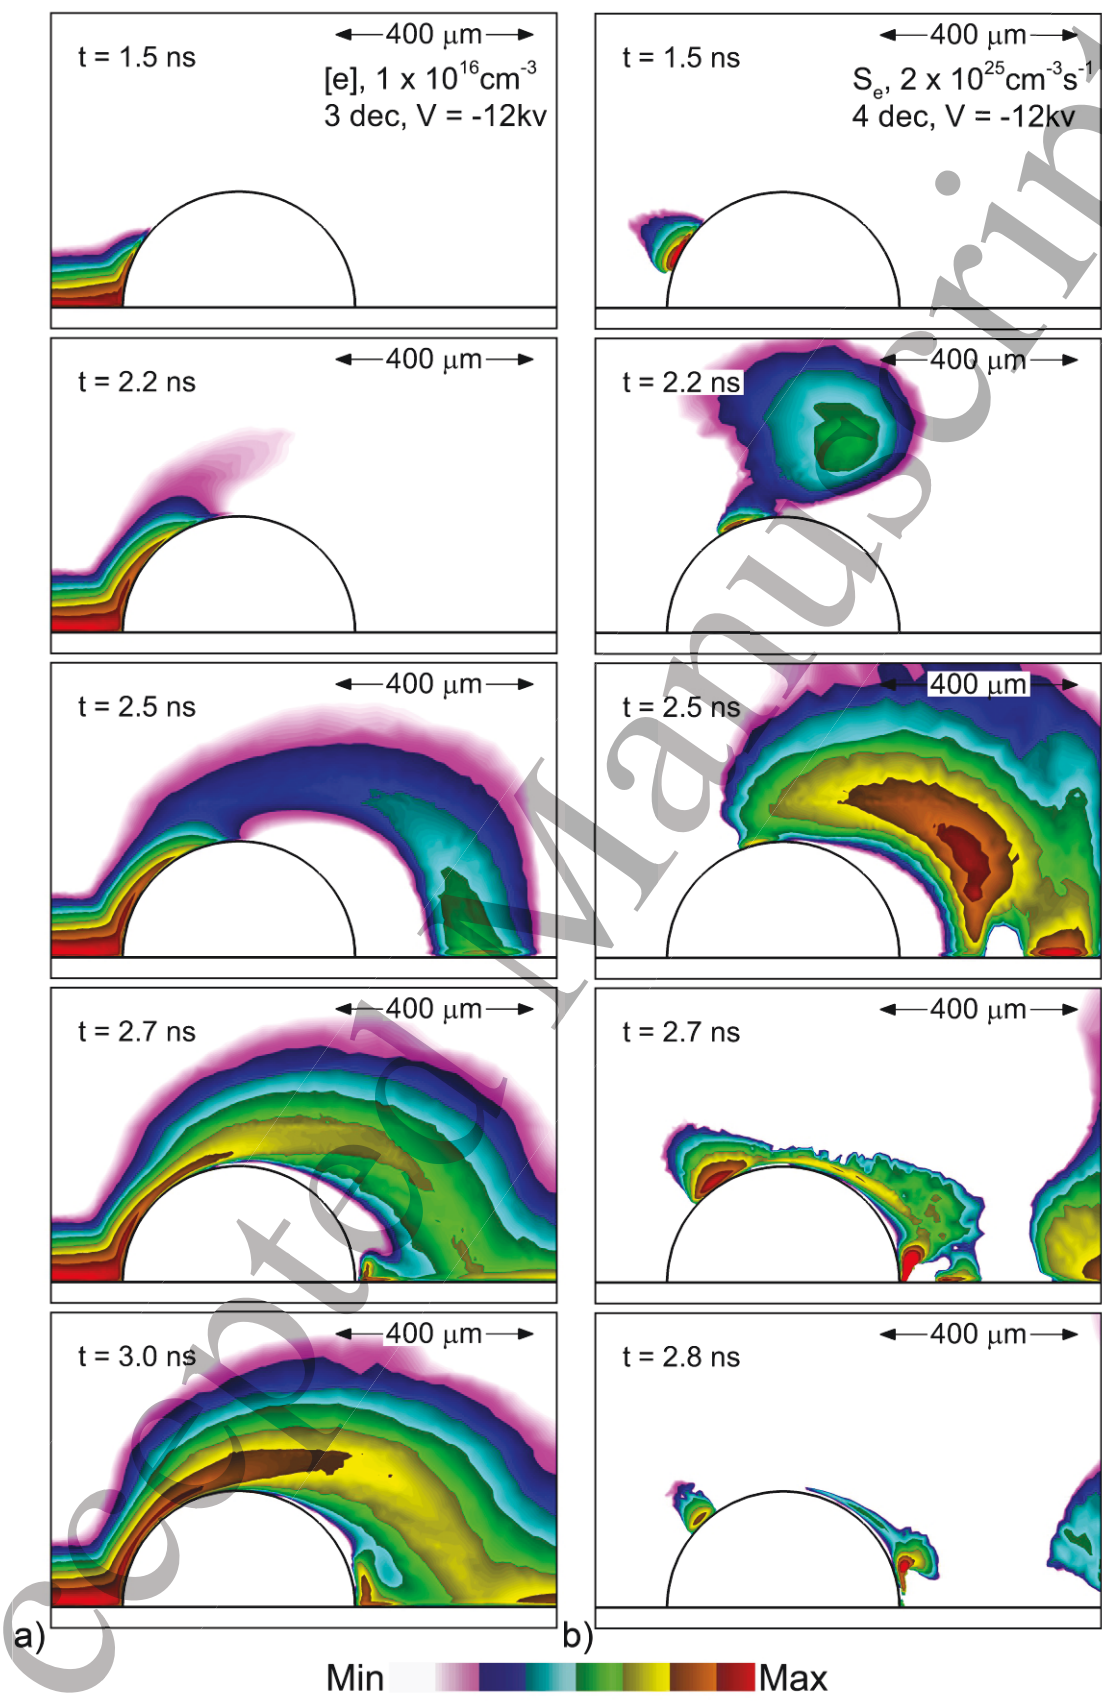 400 μm
t = 1.5 ns
[e], 1 x 10¹⁶cm⁻³
3 dec, V = -12kv
400 μm
t = 1.5 ns
Sₑ, 2 x 10²⁵cm⁻³s⁻¹
4 dec, V = -12kv
400 μm
t = 2.2 ns
400 μm
t = 2.2 ns
400 μm
t = 2.5 ns
400 μm
t = 2.5 ns
400 μm
t = 2.7 ns
400 μm
t = 2.7 ns
400 μm
t = 3.0 ns
400 μm
t = 2.8 ns
a)
b)
Min
Max
ccepted Manuscrip